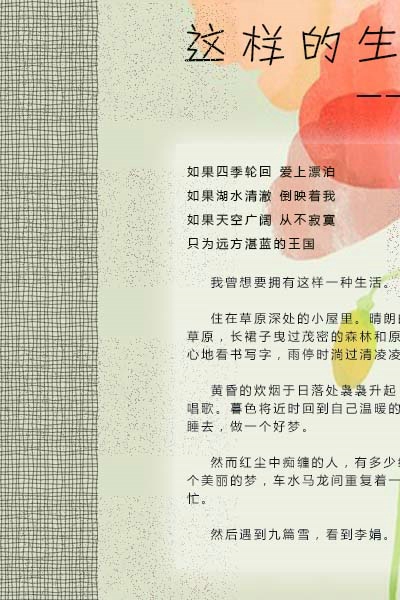 这样的生
——
如果四季轮回 爱上漂泊
如果湖水清澈 倒映着我
如果天空广阔 从不寂寞
只为远方湛蓝的王国
我曾想要拥有这样一种生活。
住在草原深处的小屋里。晴朗
草原，长裙子曳过茂密的森林和原
心地看书写字，雨停时淌过清凌凌
黄昏的炊烟于日落处袅袅升起
唱歌。暮色将近时回到自己温暖的
睡去，做一个好梦。
然而红尘中痴缠的人，有多少
个美丽的梦，车水马龙间重复着一
忙。
然后遇到九篇雪，看到李娟。